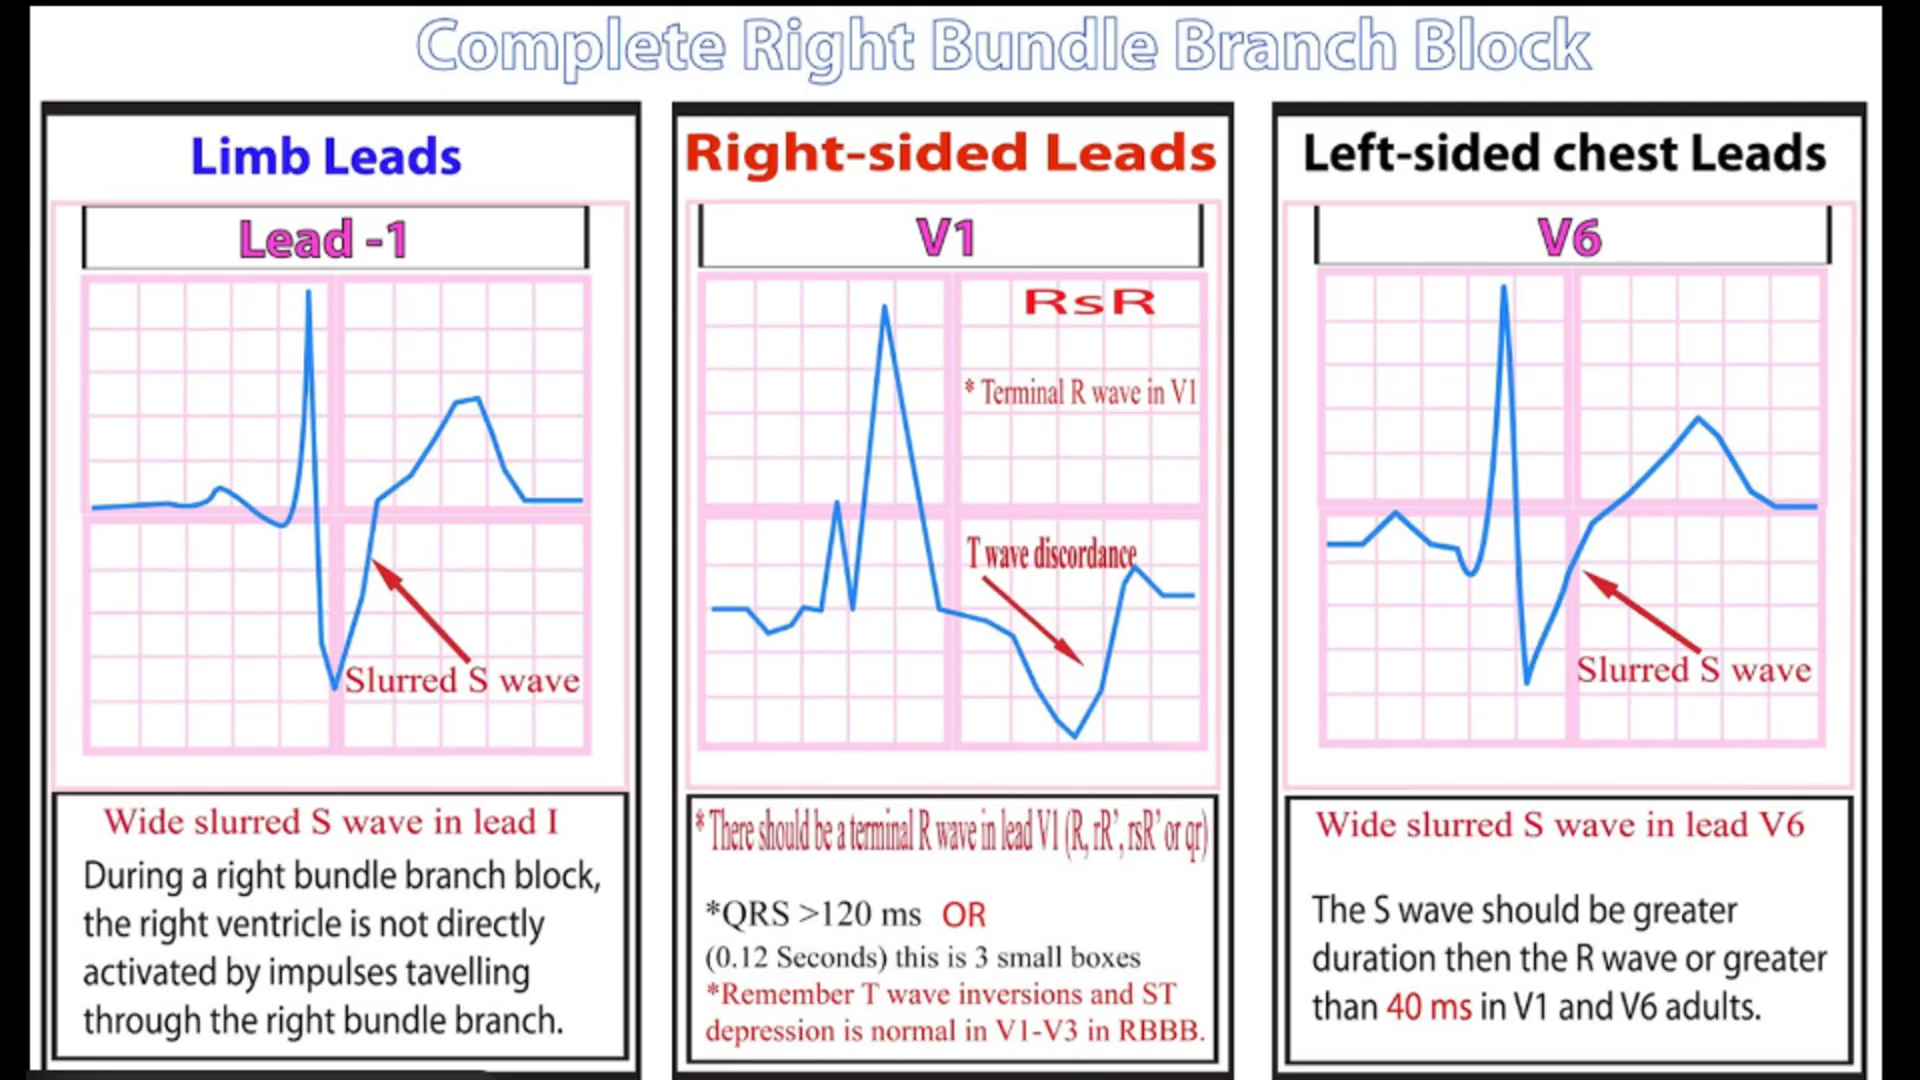 Complete Right Bundle Branch Block
Limb Leads
Lead -1
Slurred S wave
Wide slurred S wave in lead I
During a right bundle branch block,
the right ventricle is not directly
activated by impulses tavelling
through the right bundle branch.
Right-sided Leads
V1
RsR
* Terminal R wave in V1
T wave discordance
* There should be a terminal R wave in lead V1 (R, rR', rsR' or qr)
*QRS >120 ms OR
(0.12 Seconds) this is 3 small boxes
*Remember T wave inversions and ST
depression is normal in V1-V3 in RBBB.
Left-sided chest Leads
V6
Slurred S wave
Wide slurred S wave in lead V6
The S wave should be greater
duration then the R wave or greater
than 40 ms in V1 and V6 adults.